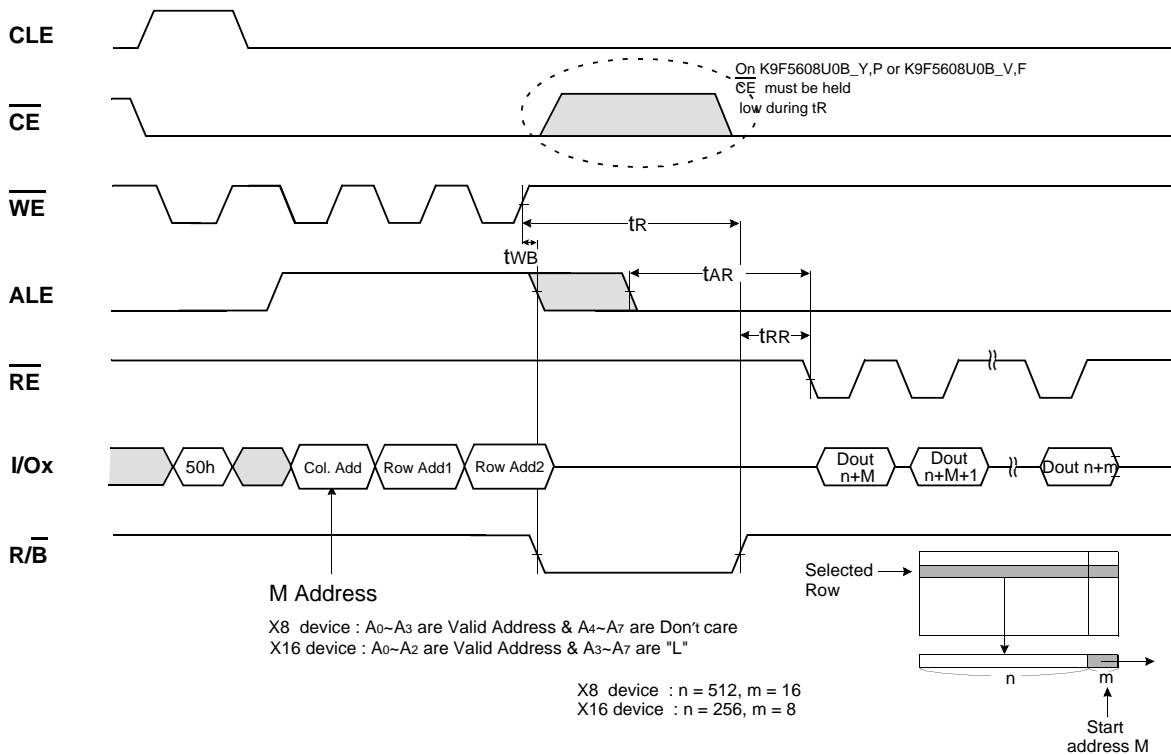 CLE
On K9F5608U0B_Y,P or K9F5608U0B_V,F
CE must be held
low during tR
CE
WE
tR
tWB
tAR
ALE
tRR
RE
I/Ox
50h
Col. Add
Row Add1
Row Add2
Dout
n+M
Dout
n+M+1
Dout n+m
R/B
M Address
X8 device : A0~A3 are Valid Address & A4~A7 are Don't care
X16 device : A0~A2 are Valid Address & A3~A7 are "L"
X8 device : n = 512, m = 16
X16 device : n = 256, m = 8
Selected
Row
n
m
Start
address M